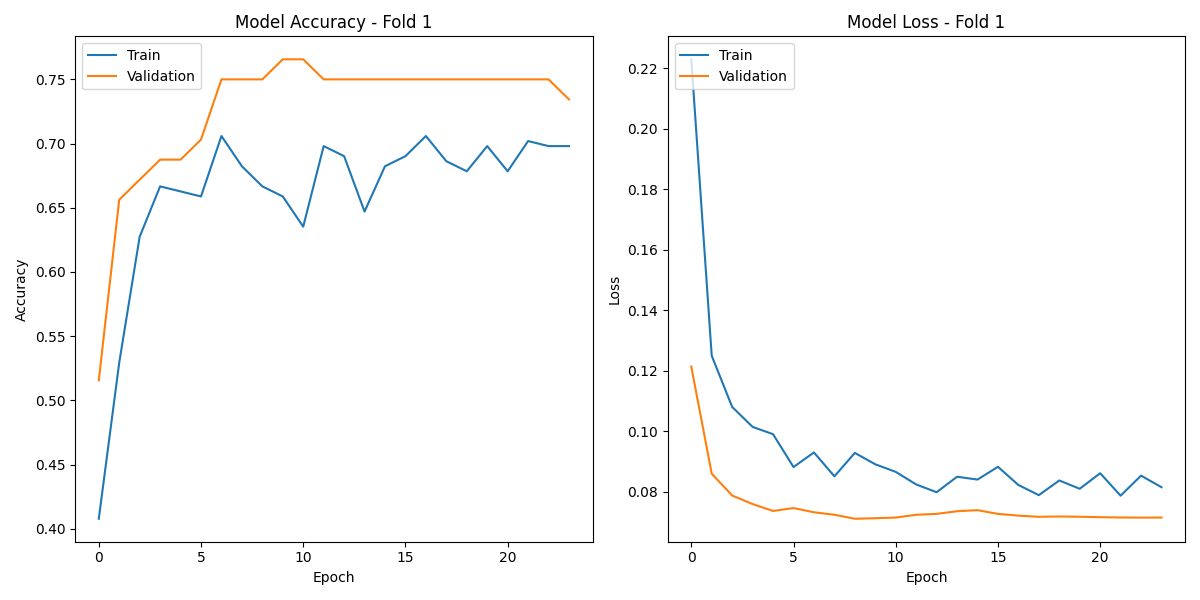 Model Accuracy - Fold 1
Train
Validation
0.75
0.70
0.65
0.60
0.55
0.50
0.45
0.40
Accuracy
0
5
10
15
20
Epoch
Model Loss - Fold 1
Train
Validation
0.22
0.20
0.18
0.16
0.14
0.12
0.10
0.08
Loss
0
5
10
15
20
Epoch